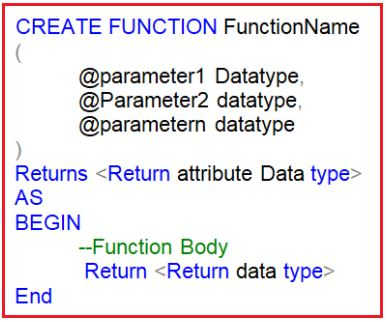 CREATE FUNCTION FunctionName
(
@parameter1 Datatype,
@Parameter2 datatype,
@parametern datatype
)
Returns <Return attribute Data type>
AS
BEGIN
--Function Body
Return <Return data type>
End